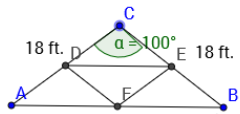 C
18 ft.
α = 100°
18 ft.
D
E
A
F
B